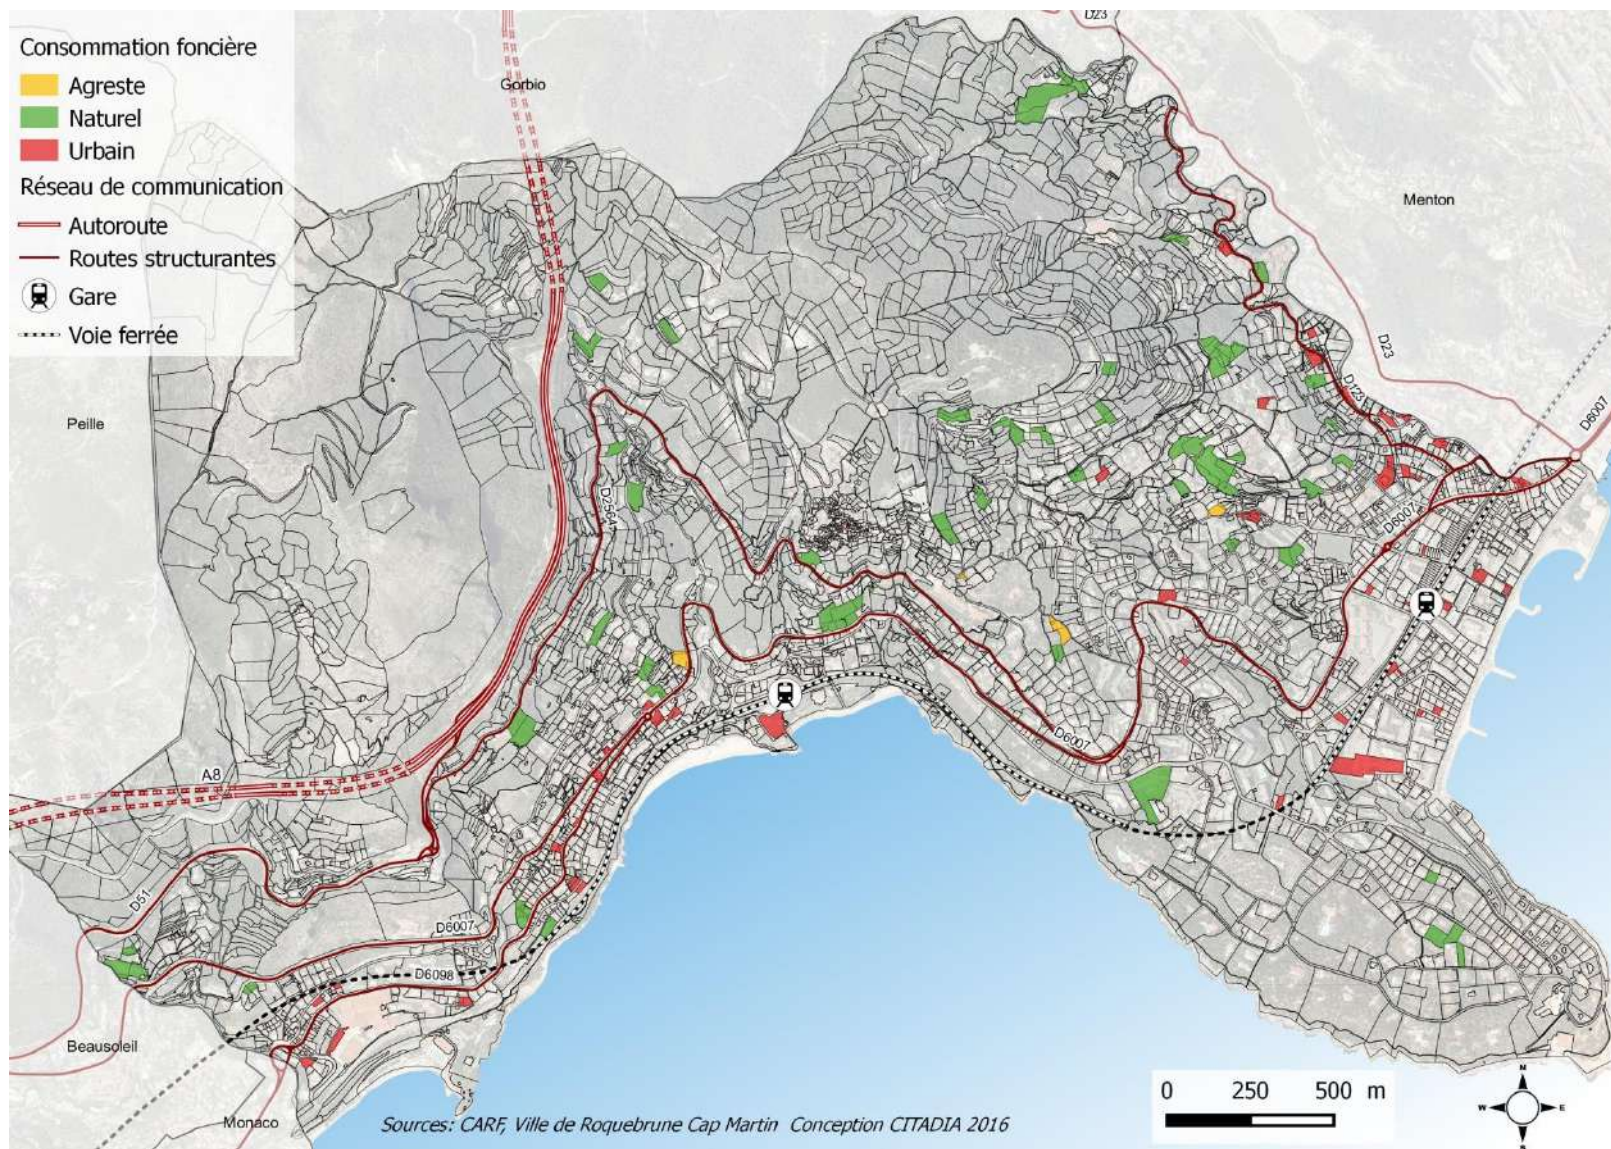 Consommation foncière
Agreste
Naturel
Urbain
Réseau de communication
Autoroute
Routes structurantes
Gare
Voie ferrée
D23
Gorbio
Menton
D23
D6007
D123
Peille
D2564
D6007
D6007
A8
D51
D6007
D6098
Beausoleil
Monaco
Sources: CARF, Ville de Roquebrune Cap Martin Conception CITADIA 2016
0 250 500 m
N
W E
S